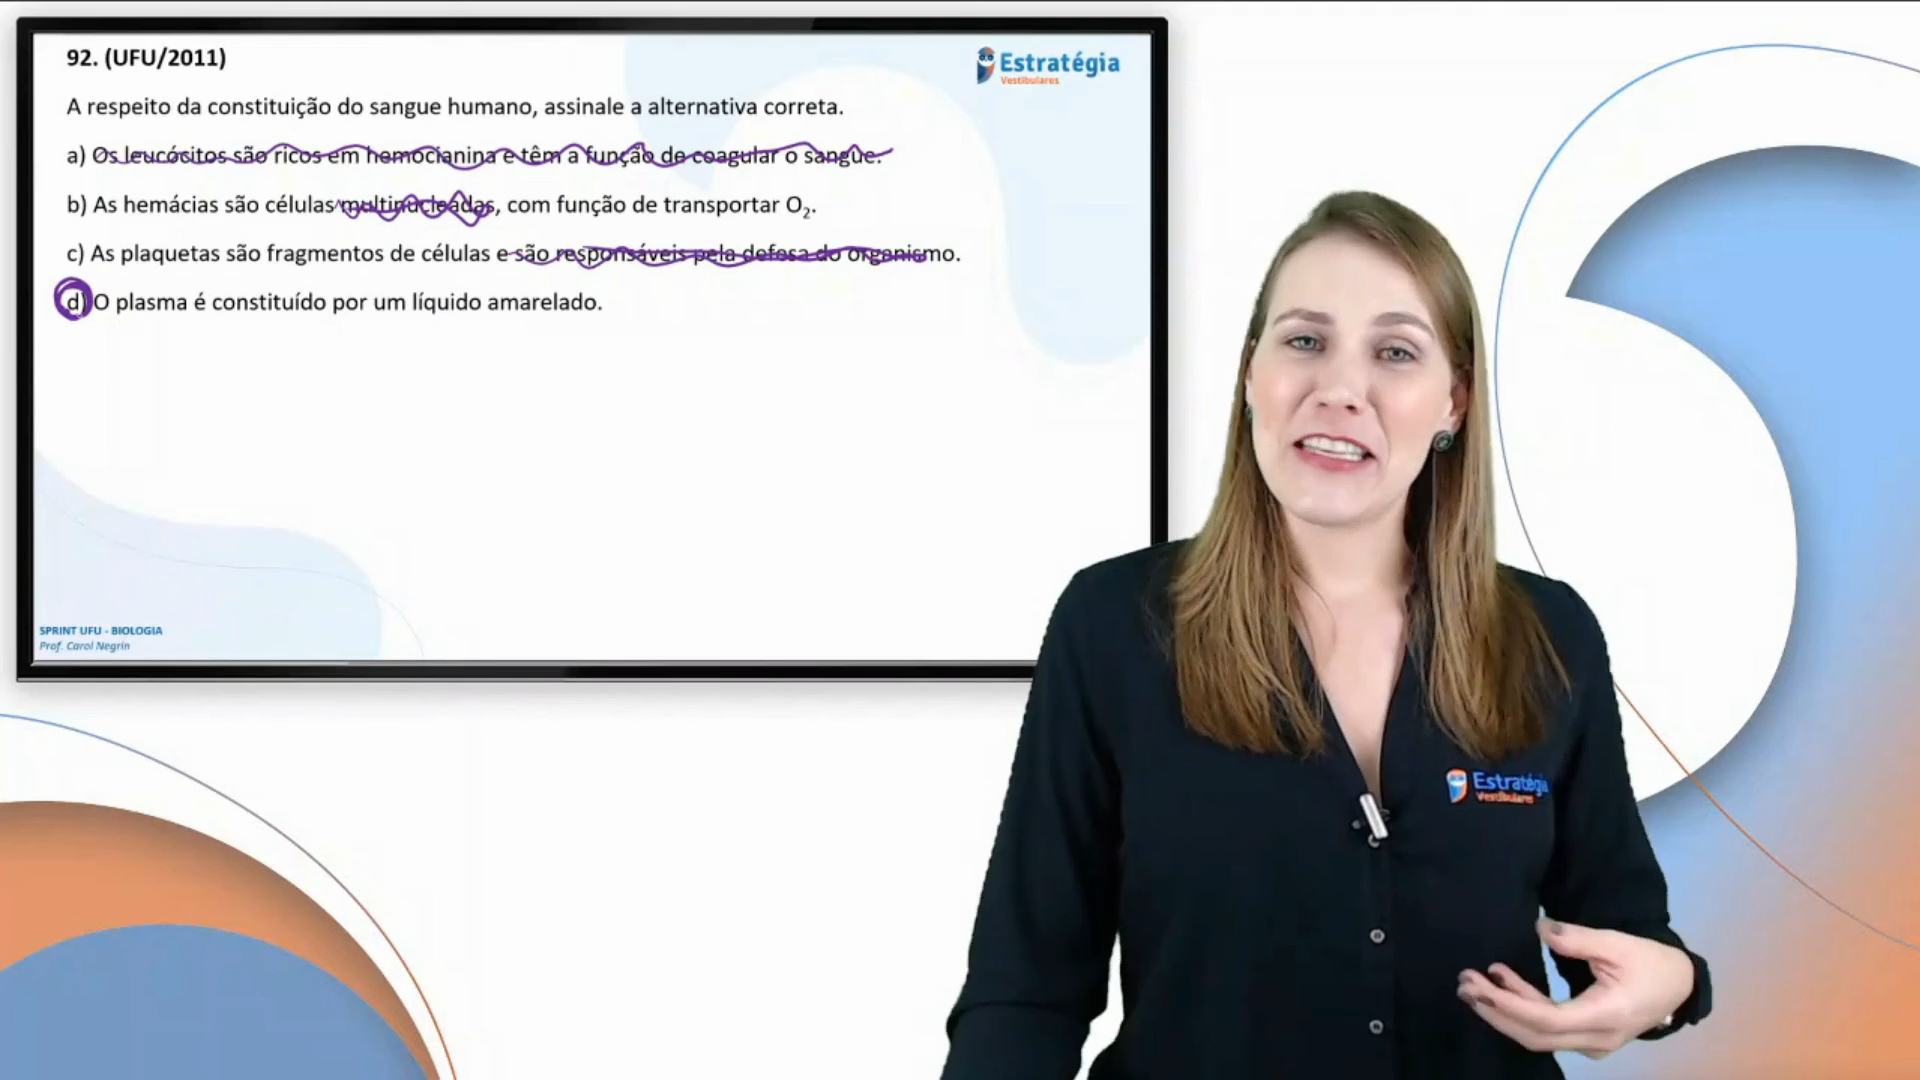 92. (UFU/2011)
Estratégia
Vestibulares
A respeito da constituição do sangue humano, assinale a alternativa correta.
a) Os leucócitos são ricos em hemocianina e têm a função de coagular o sangue.
b) As hemácias são células multinucleadas, com função de transportar O₂.
c) As plaquetas são fragmentos de células e são responsáveis pela defesa do organismo.
d) O plasma é constituído por um líquido amarelado.
SPRINT UFU - BIOLOGIA
Prof. Carol Negrin
Estratégia
Vestibulares